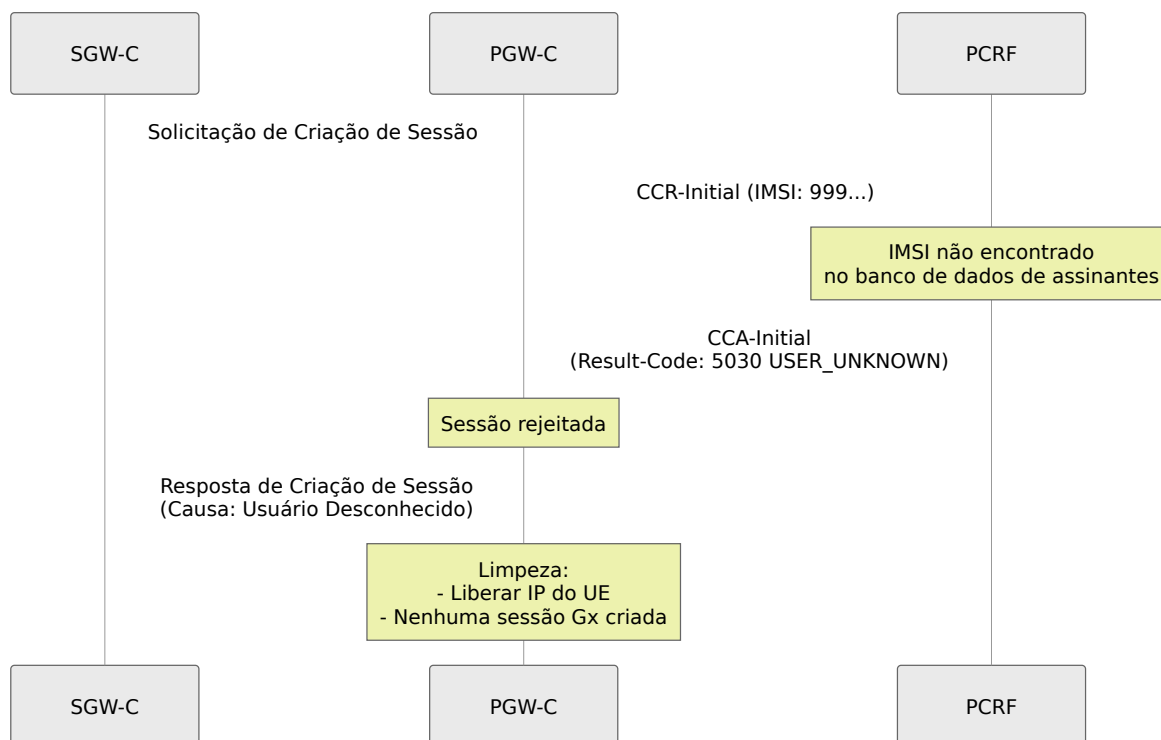 SGW-C
PGW-C
PCRF
Solicitação de Criação de Sessão
CCR-Initial (IMSI: 999...)
IMSI não encontrado
no banco de dados de assinantes
CCA-Initial
(Result-Code: 5030 USER_UNKNOWN)
Sessão rejeitada
Resposta de Criação de Sessão
(Causa: Usuário Desconhecido)
Limpeza:
- Liberar IP do UE
- Nenhuma sessão Gx criada
SGW-C
PGW-C
PCRF